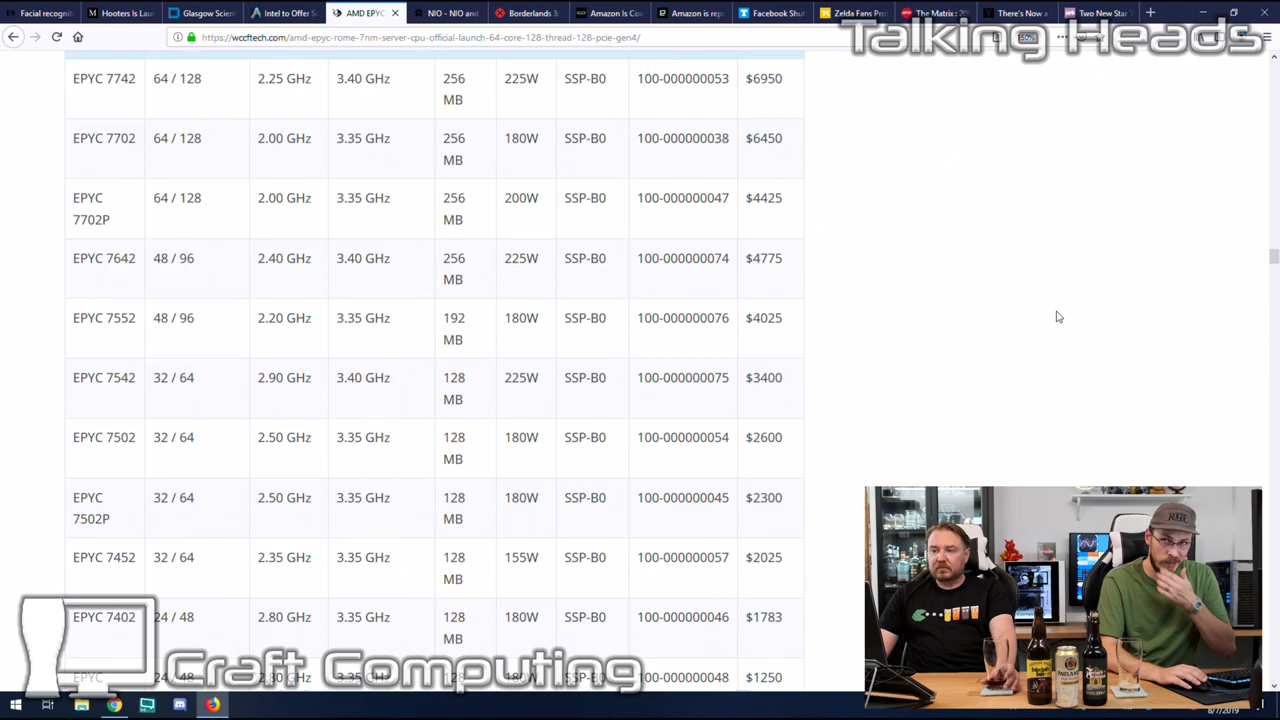 Facial recogni
Hooters Is Lau
Glasgow Scien
Intel to Offer S
AMD EPYC
NIO - NIO and
Borderlands 3:
Amazon Is Co
Amazon is rep
Facebook Shut
Zelda Fans Pro
The Matrix: 20
There's Now a
Two New Star
https://wccftech.com/amd-epyc-rome-7nm-server-cpu-official-launch-64-core-128-thread-128-pcie-gen4/
150%
Talking Heads
EPYC 7742 64 / 128 2.25 GHz 3.40 GHz 256 MB 225W SSP-B0 100-000000053 $6950
EPYC 7702 64 / 128 2.00 GHz 3.35 GHz 256 MB 180W SSP-B0 100-000000038 $6450
EPYC 7702P 64 / 128 2.00 GHz 3.35 GHz 256 MB 200W SSP-B0 100-000000047 $4425
EPYC 7642 48 / 96 2.40 GHz 3.40 GHz 256 MB 225W SSP-B0 100-000000074 $4775
EPYC 7552 48 / 96 2.20 GHz 3.35 GHz 192 MB 180W SSP-B0 100-000000076 $4025
EPYC 7542 32 / 64 2.90 GHz 3.40 GHz 128 MB 225W SSP-B0 100-000000075 $3400
EPYC 7502 32 / 64 2.50 GHz 3.35 GHz 128 MB 180W SSP-B0 100-000000054 $2600
EPYC 7502P 32 / 64 2.50 GHz 3.35 GHz 128 MB 180W SSP-B0 100-000000045 $2300
EPYC 7452 32 / 64 2.35 GHz 3.35 GHz 128 MB 155W SSP-B0 100-000000057 $2025
EPYC 7402 24 / 48 2.80 GHz 3.35 GHz 128 MB 180W SSP-B0 100-000000046 $1783
EPYC 100-000000048 $1250
Craft Computing
8/7/2019